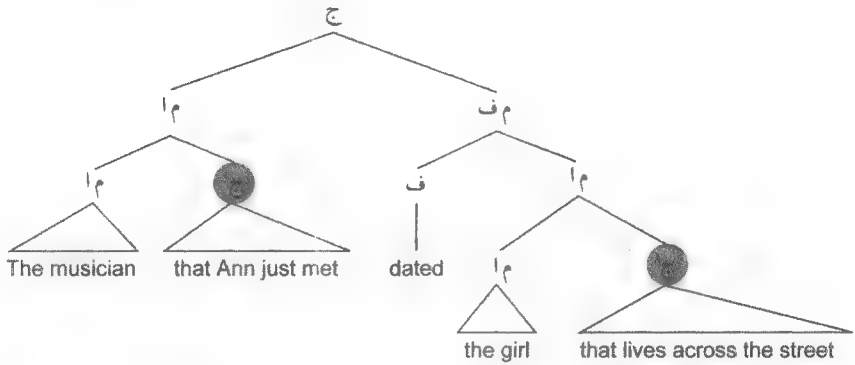 ج
م ا م ف
م ا ف م ا
The musician that Ann just met dated م ا
the girl that lives across the street